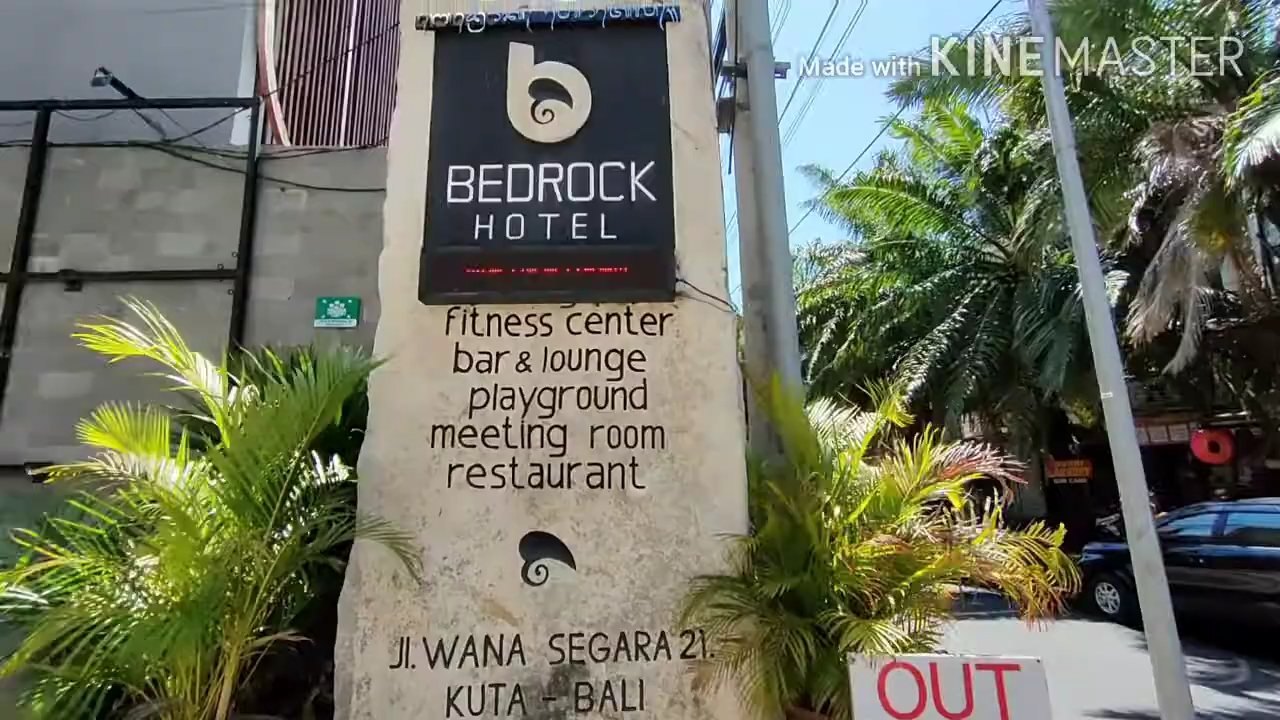 Made with KINEMASTER
b
BEDROCK
HOTEL
fitness center
bar & lounge
playground
meeting room
restaurant
Jl. WANA SEGARA 21.
KUTA - BALI
OUT